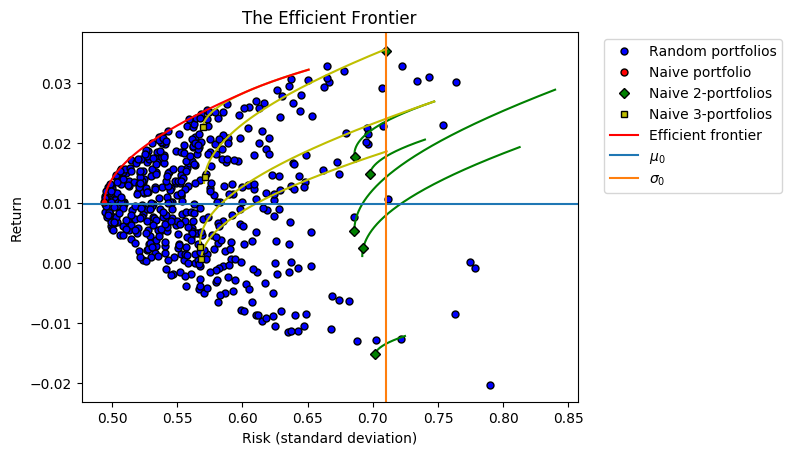 The Efficient Frontier
Return
0.03
0.02
0.01
0.00
−0.01
−0.02
0.50 0.55 0.60 0.65 0.70 0.75 0.80 0.85
Risk (standard deviation)
Random portfolios
Naive portfolio
Naive 2-portfolios
Naive 3-portfolios
Efficient frontier
μ₀
σ₀